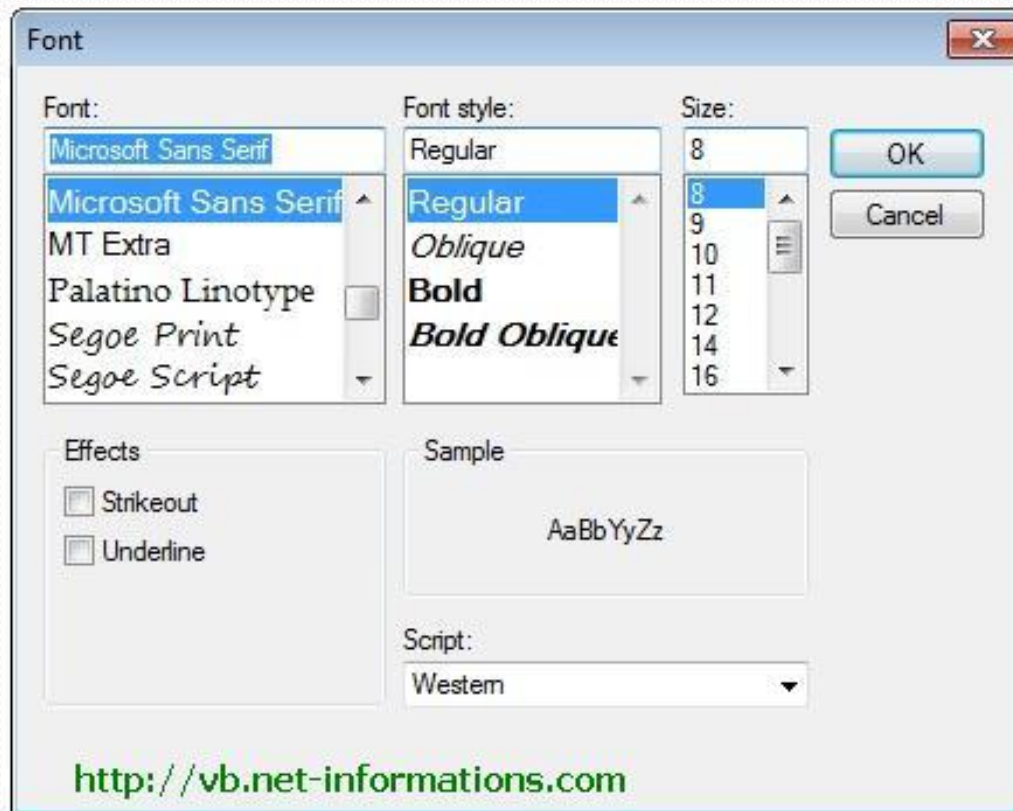 Font
Font:
Microsoft Sans Serif
Microsoft Sans Serif
MT Extra
Palatino Linotype
Segoe Print
Segoe Script
Font style:
Regular
Regular
Oblique
Bold
Bold Oblique
Size:
8
8
9
10
11
12
14
16
OK
Cancel
Effects
Strikeout
Underline
Sample
AaBbYyZz
Script:
Western
http://vb.net-informations.com